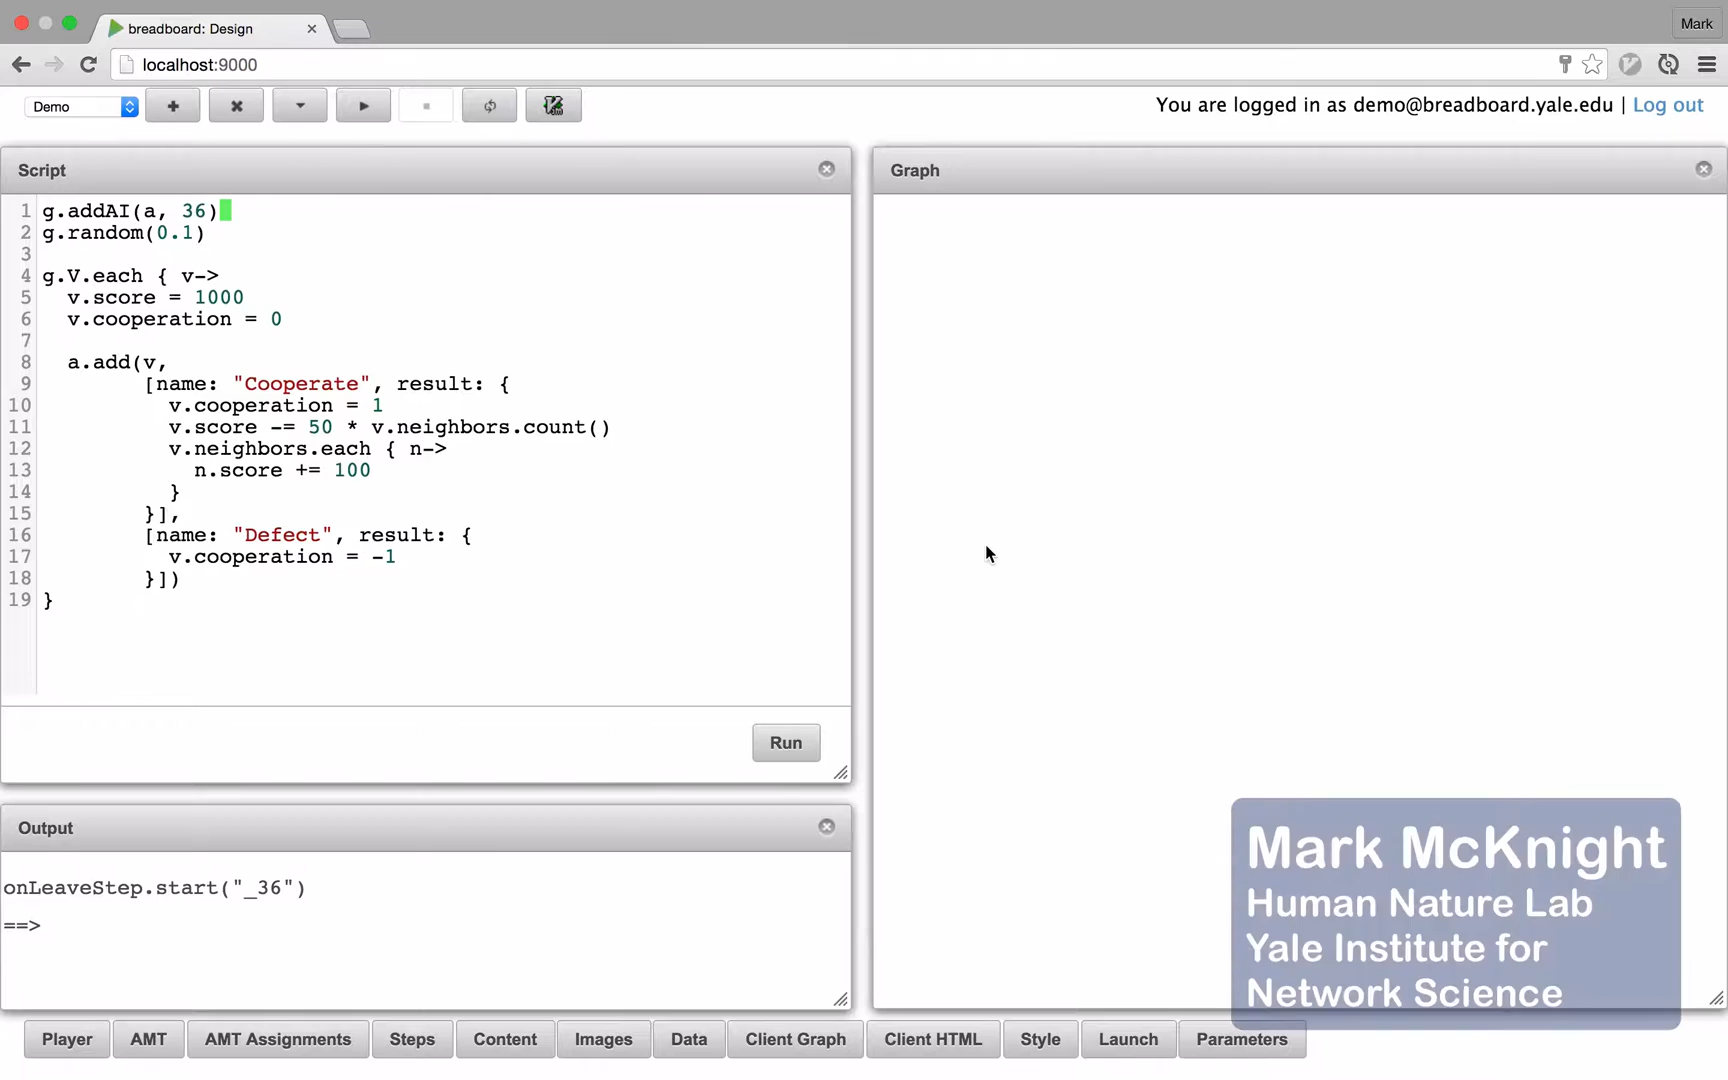 breadboard: Design
Mark
localhost:9000
Demo
You are logged in as demo@breadboard.yale.edu | Log out
Script
Graph
1 g.addAI(a, 36)
2 g.random(0.1)
3
4 g.V.each { v->
5   v.score = 1000
6   v.cooperation = 0
7
8   a.add(v,
9         [name: "Cooperate", result: {
10           v.cooperation = 1
11           v.score -= 50 * v.neighbors.count()
12           v.neighbors.each { n->
13             n.score += 100
14           }
15         }],
16         [name: "Defect", result: {
17           v.cooperation = -1
18         }])
19 }
Run
Output
onLeaveStep.start("_36")
==>
Mark McKnight
Human Nature Lab
Yale Institute for
Network Science
Player AMT AMT Assignments Steps Content Images Data Client Graph Client HTML Style Launch Parameters